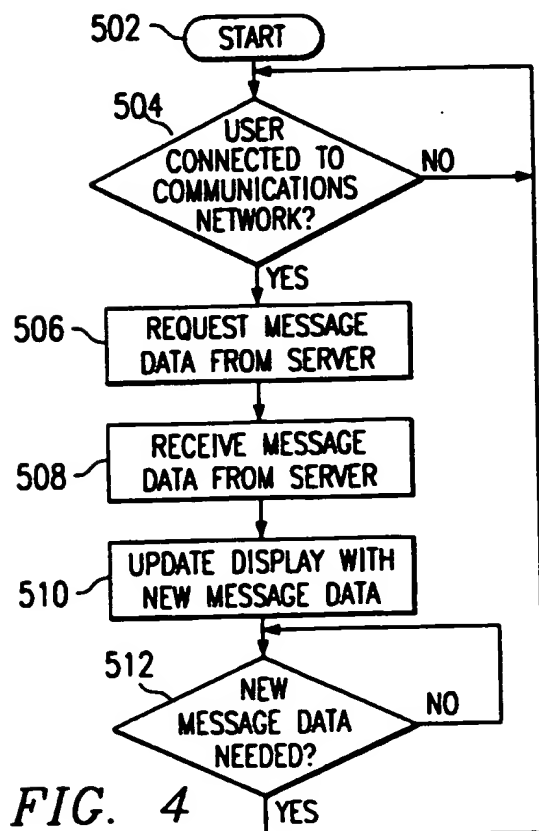 502
START
504
USER
CONNECTED TO
COMMUNICATIONS
NETWORK?
NO
YES
506
REQUEST MESSAGE
DATA FROM SERVER
508
RECEIVE MESSAGE
DATA FROM SERVER
510
UPDATE DISPLAY WITH
NEW MESSAGE DATA
512
NEW
MESSAGE DATA
NEEDED?
NO
YES
FIG. 4